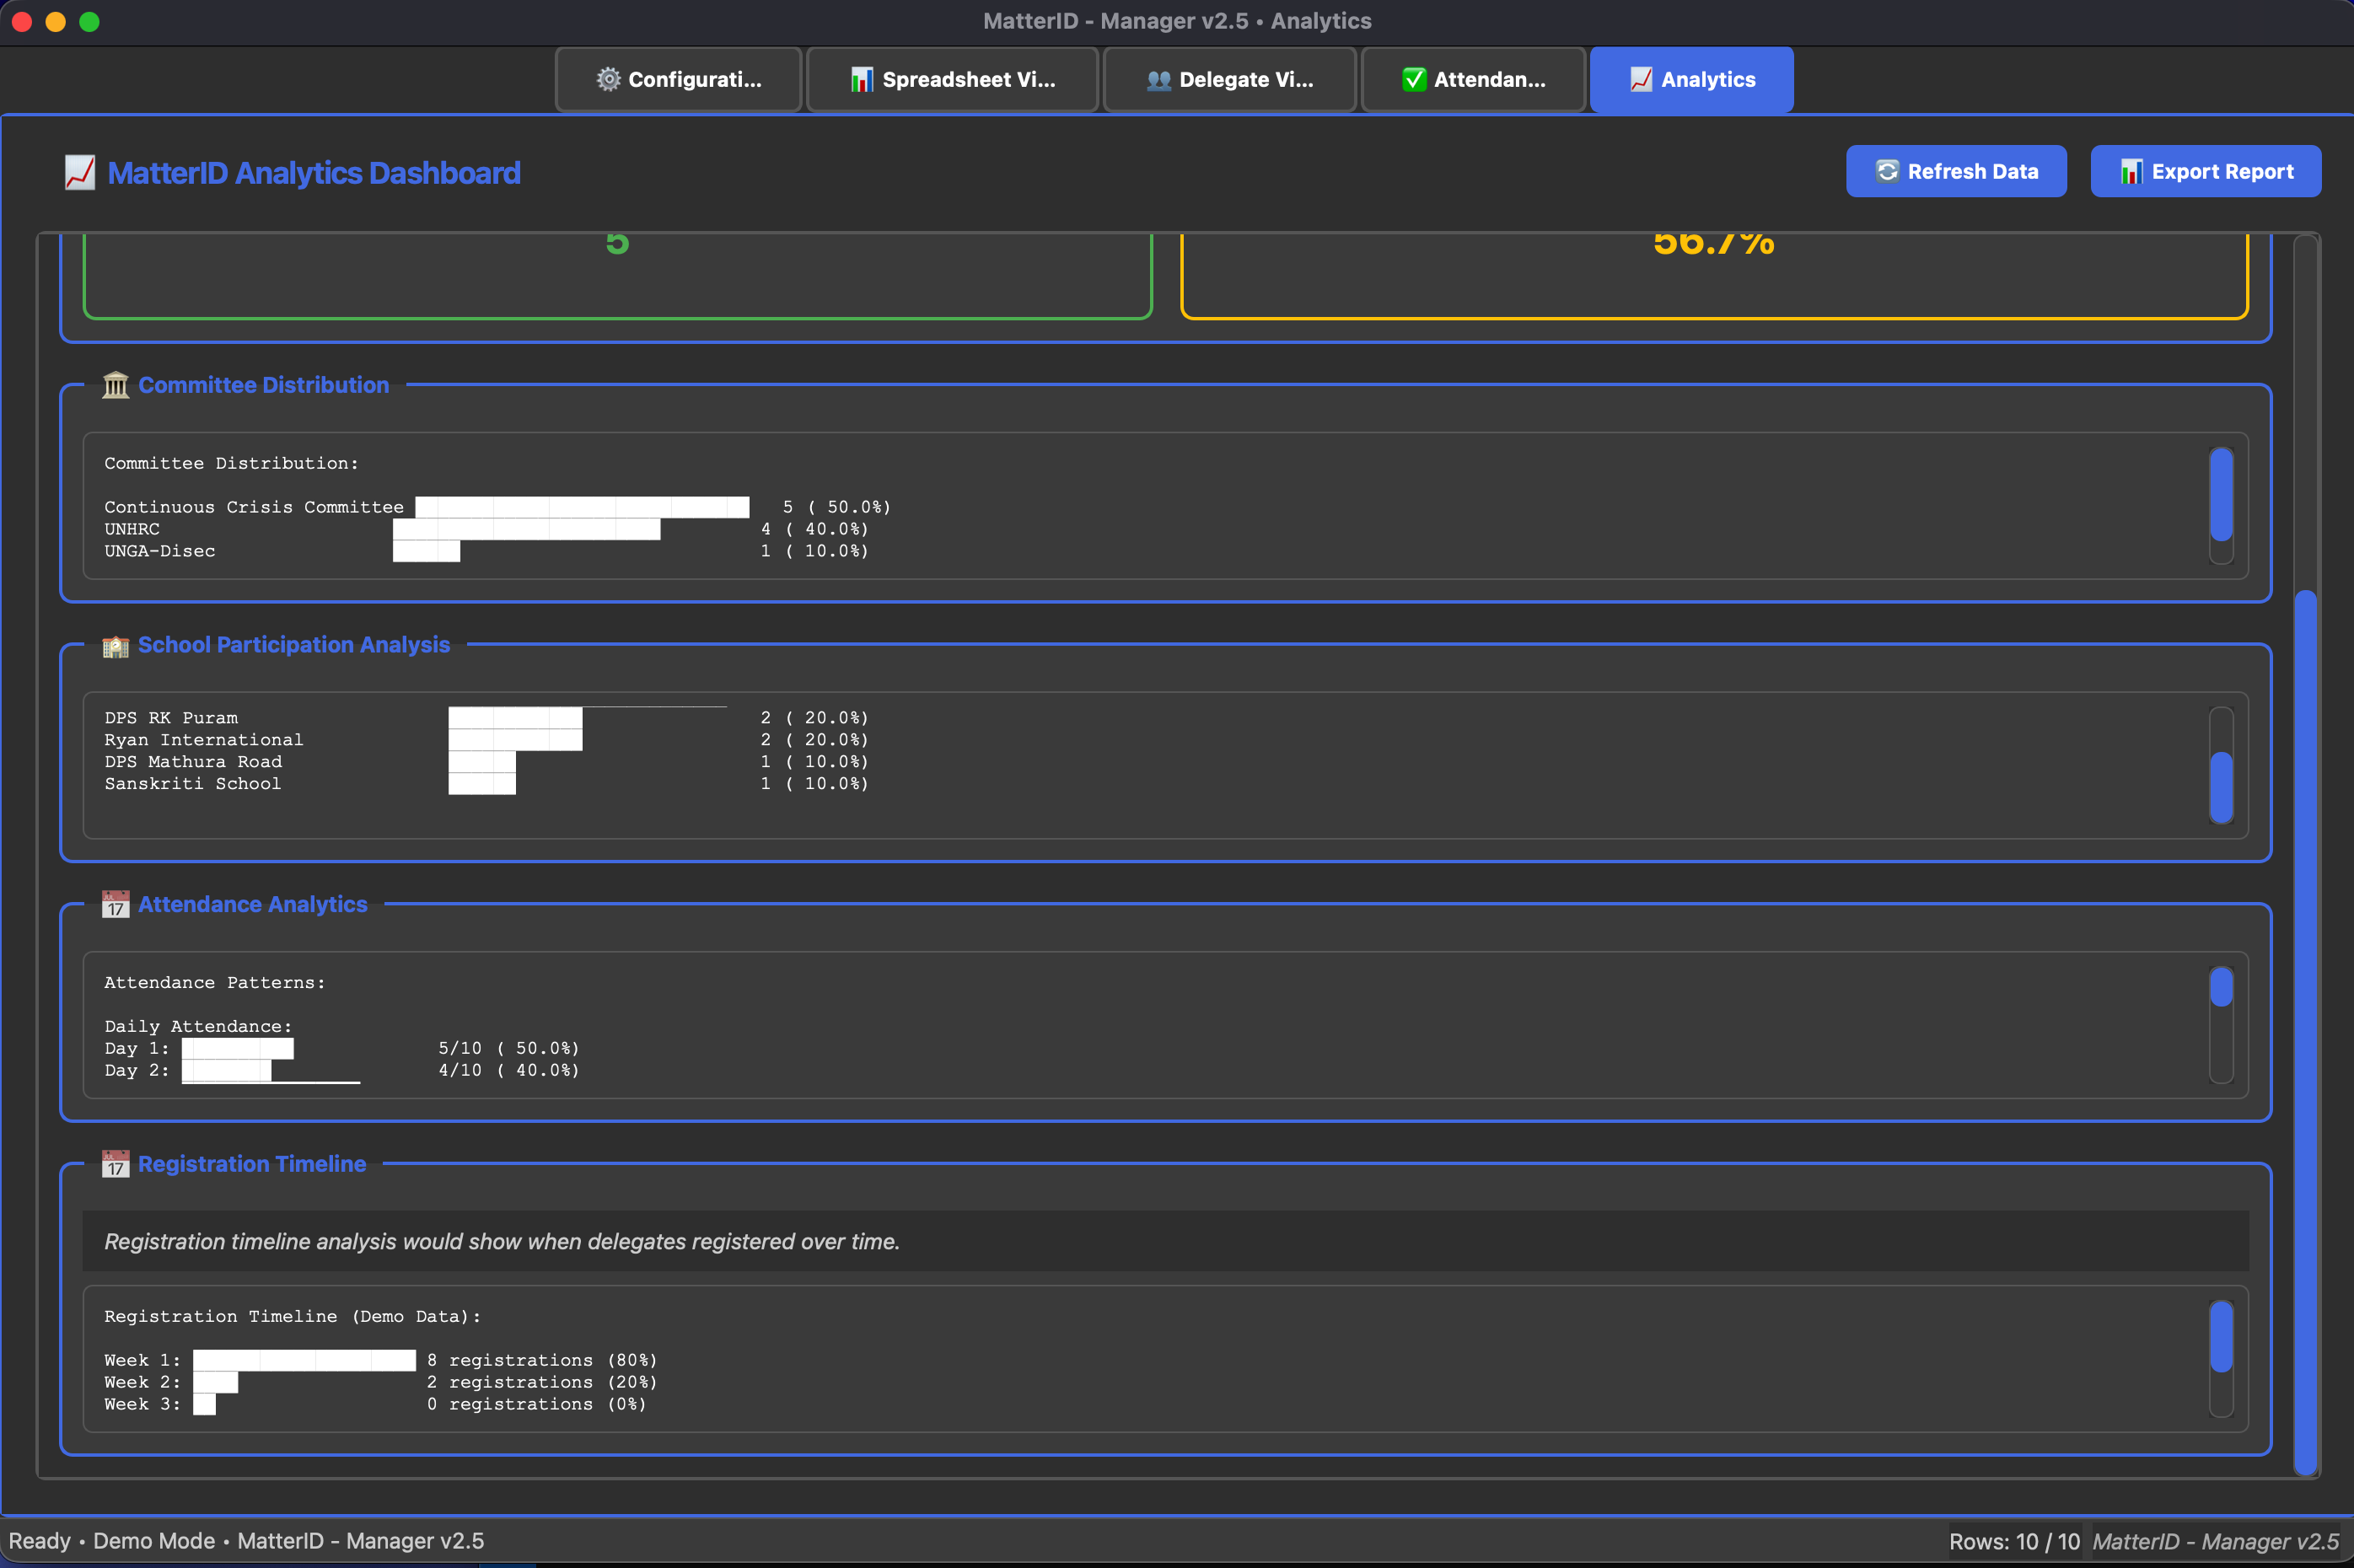 MatterID - Manager v2.5 • Analytics
Configurati...
Spreadsheet Vi...
Delegate Vi...
Attendan...
Analytics
MatterID Analytics Dashboard
Refresh Data
Export Report
5
56.7%
Committee Distribution
Committee Distribution:
Continuous Crisis Committee 5 ( 50.0%)
UNHRC 4 ( 40.0%)
UNGA-Disec 1 ( 10.0%)
School Participation Analysis
DPS RK Puram 2 ( 20.0%)
Ryan International 2 ( 20.0%)
DPS Mathura Road 1 ( 10.0%)
Sanskriti School 1 ( 10.0%)
Attendance Analytics
Attendance Patterns:
Daily Attendance:
Day 1: 5/10 ( 50.0%)
Day 2: 4/10 ( 40.0%)
Registration Timeline
Registration timeline analysis would show when delegates registered over time.
Registration Timeline (Demo Data):
Week 1: 8 registrations (80%)
Week 2: 2 registrations (20%)
Week 3: 0 registrations (0%)
Ready • Demo Mode • MatterID - Manager v2.5
Rows: 10 / 10
MatterID - Manager v2.5